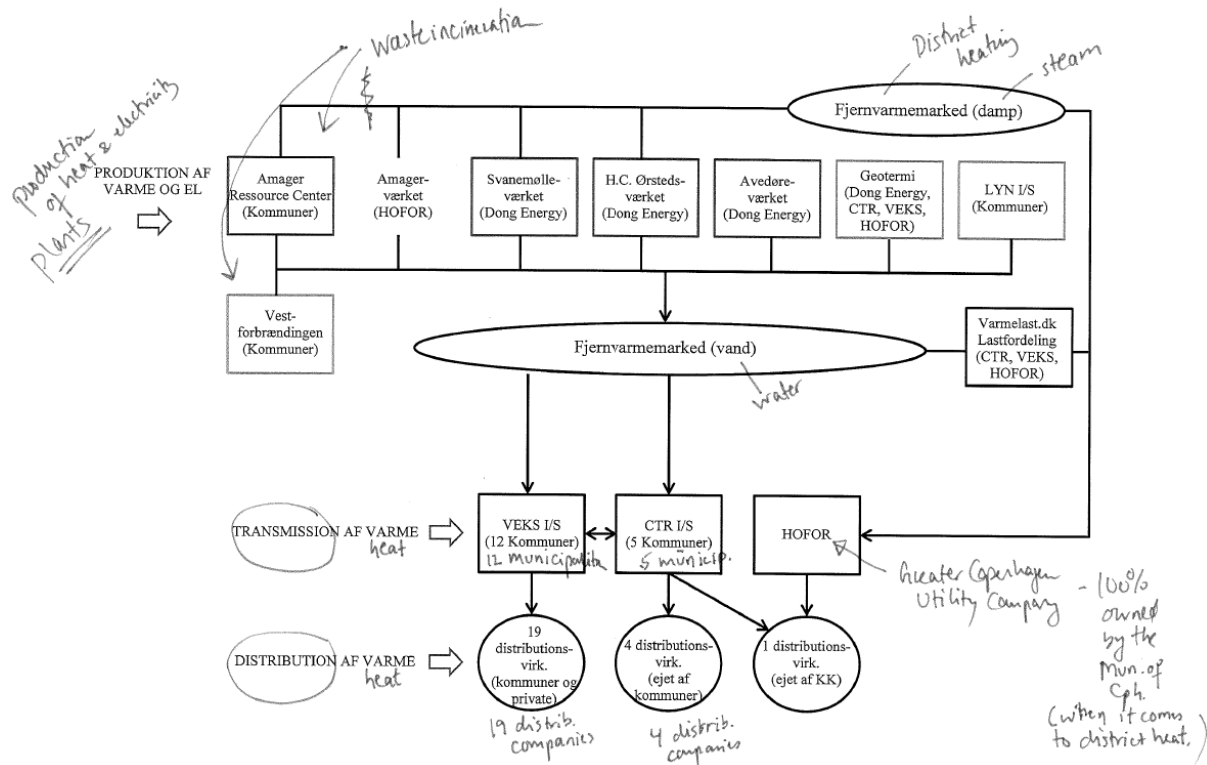 Waste incineration
District
heating
steam
Fjernvarmemarked (damp)
production
of heat & electricity
plants
PRODUKTION AF
VARME OG EL
Amager
Ressource Center
(Kommuner)
Amager-
værket
(HOFOR)
Svanemølle-
værket
(Dong Energy)
H.C. Ørsteds-
værket
(Dong Energy)
Avedøre-
værket
(Dong Energy)
Geotermi
(Dong Energy,
CTR, VEKS,
HOFOR)
LYN I/S
(Kommuner)
Vest-
forbrændingen
(Kommuner)
Fjernvarmemarked (vand)
water
Varmelast.dk
Lastfordeling
(CTR, VEKS,
HOFOR)
TRANSMISSION AF VARME
heat
VEKS I/S
(12 Kommuner)
12 municipalities
CTR I/S
(5 Kommuner)
5 municip.
HOFOR
Greater Copenhagen
Utility Company
- 100%
owned
by the
Mun. of
Cph.
(when it comes
to district heat.)
DISTRIBUTION AF VARME
heat
19
distributions-
virk.
(kommuner og
private)
19 distrib.
companies
4 distributions-
virk.
(ejet af
kommuner)
4 distrib.
companies
1 distributions-
virk.
(ejet af KK)